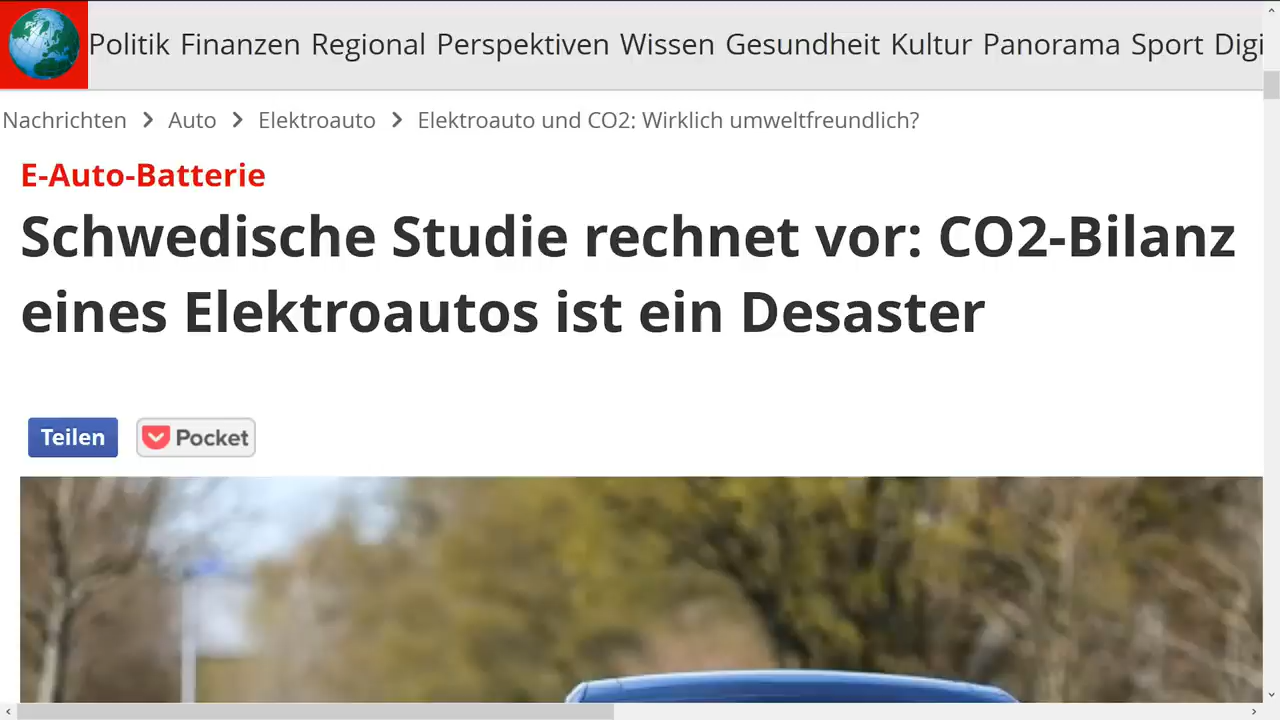 Politik Finanzen Regional Perspektiven Wissen Gesundheit Kultur Panorama Sport Digi
Nachrichten > Auto > Elektroauto > Elektroauto und CO2: Wirklich umweltfreundlich?
E-Auto-Batterie
Schwedische Studie rechnet vor: CO2-Bilanz
eines Elektroautos ist ein Desaster
Teilen Pocket